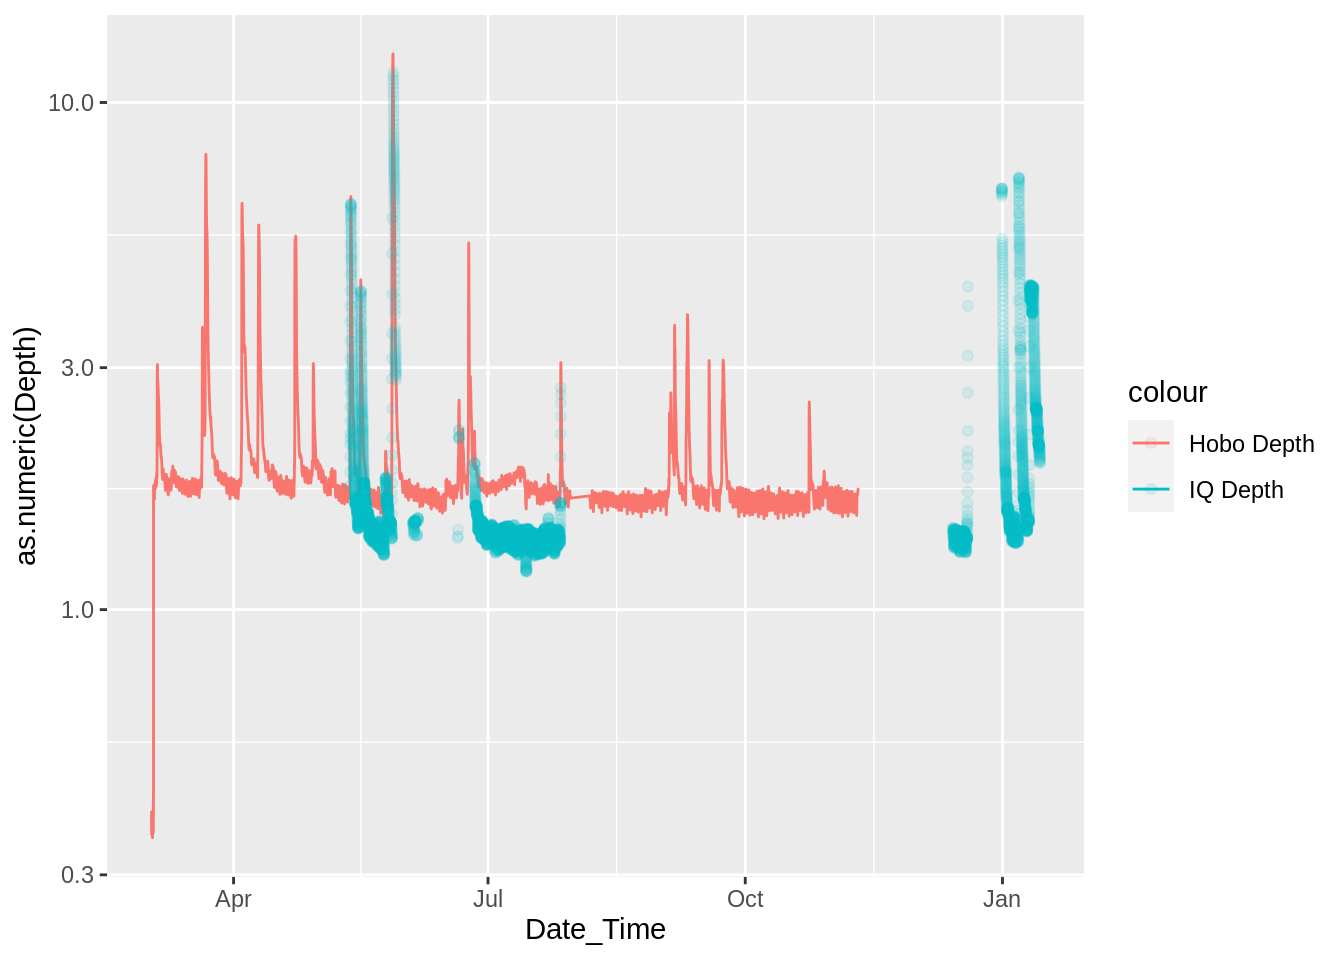 as.numeric(Depth)
10.0
3.0
1.0
0.3
Apr
Jul
Oct
Jan
Date_Time
colour
Hobo Depth
IQ Depth